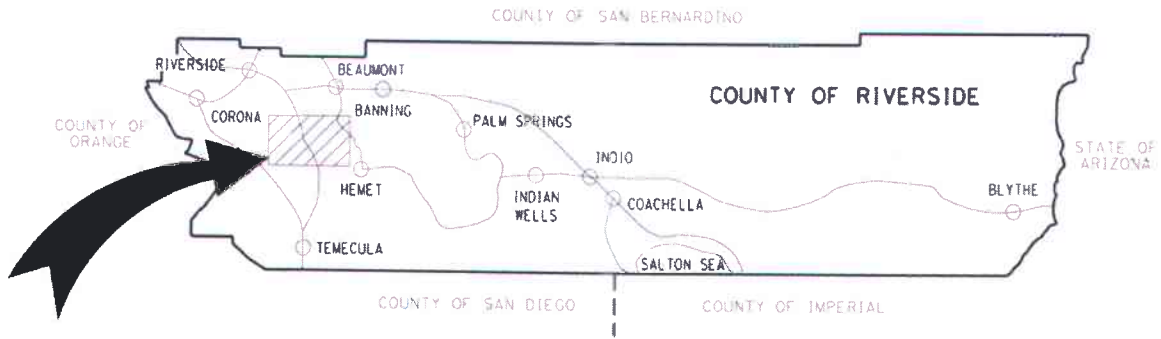 COUNTY OF SAN BERNARDINO
RIVERSIDE
BEAUMONT
BANNING
CORONA
COUNTY OF RIVERSIDE
COUNTY OF
ORANGE
PALM SPRINGS
STATE OF
ARIZONA
INDIO
HEMET
INDIAN
WELLS
COACHELLA
BLYTHE
TEMECULA
SALTON SEA
COUNTY OF SAN DIEGO
COUNTY OF IMPERIAL